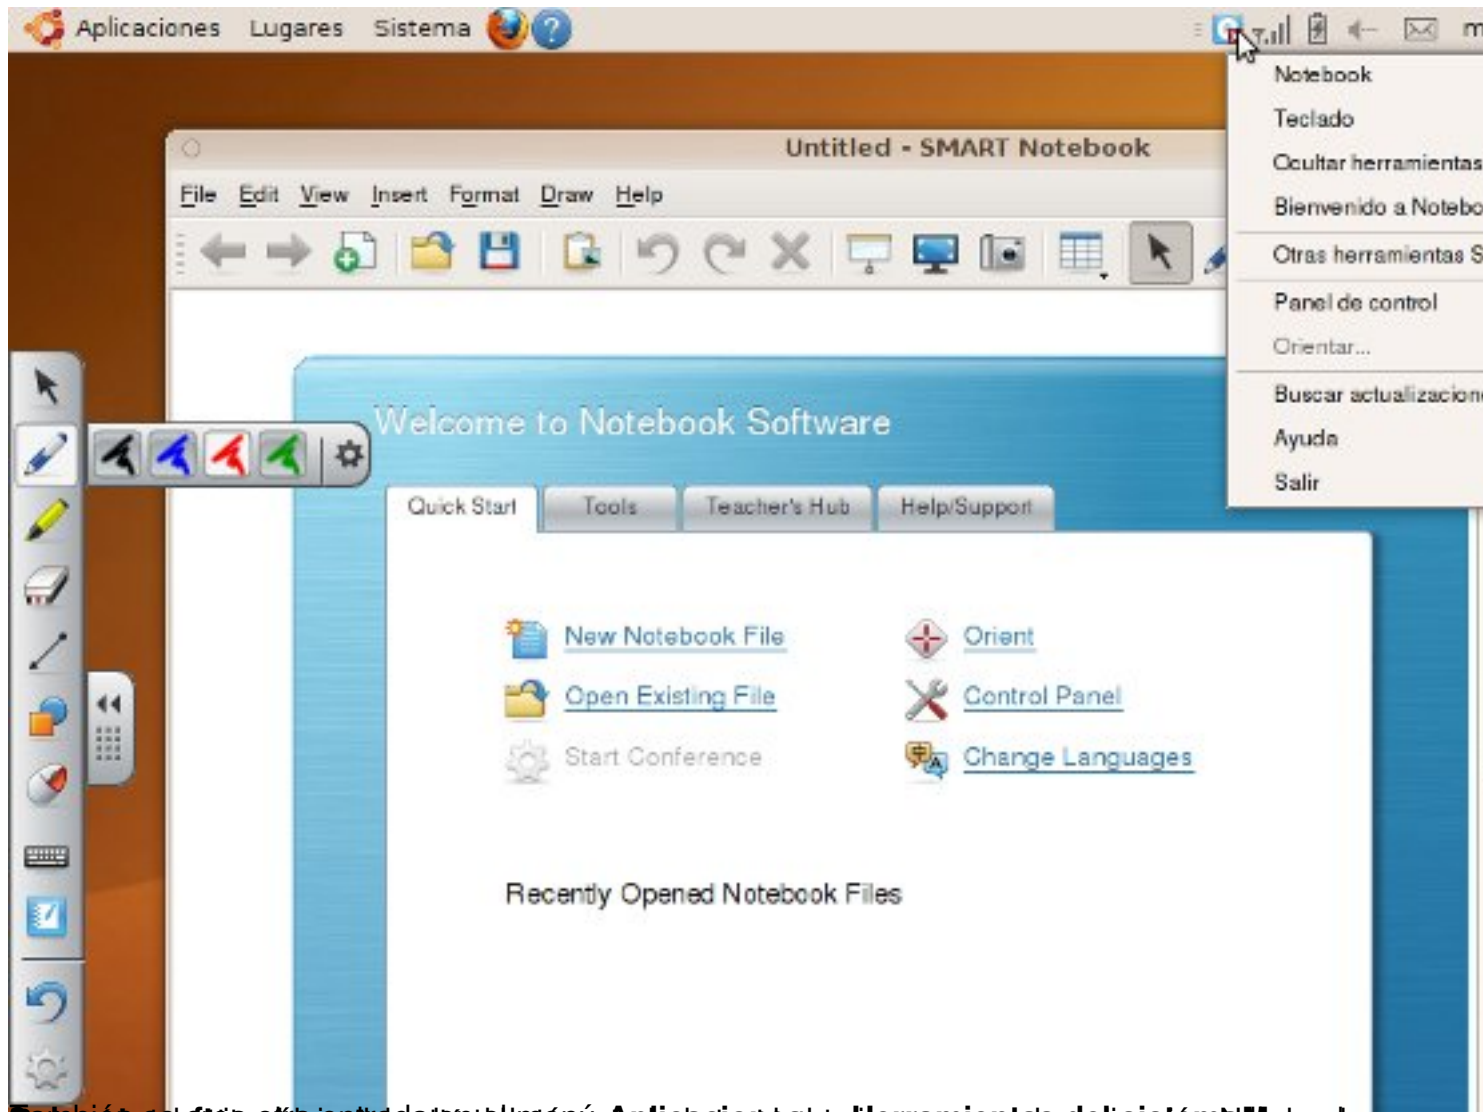 Aplicaciones Lugares Sistema
Notebook
Teclado
Ocultar herramientas
Bienvenido a Notebo
Otras herramientas S
Panel de control
Orientar...
Buscar actualizacion
Ayuda
Salir
Untitled - SMART Notebook
File Edit View Insert Format Draw Help
Welcome to Notebook Software
Quick Start Tools Teacher's Hub Help/Support
New Notebook File
Orient
Open Existing File
Control Panel
Start Conference
Change Languages
Recently Opened Notebook Files